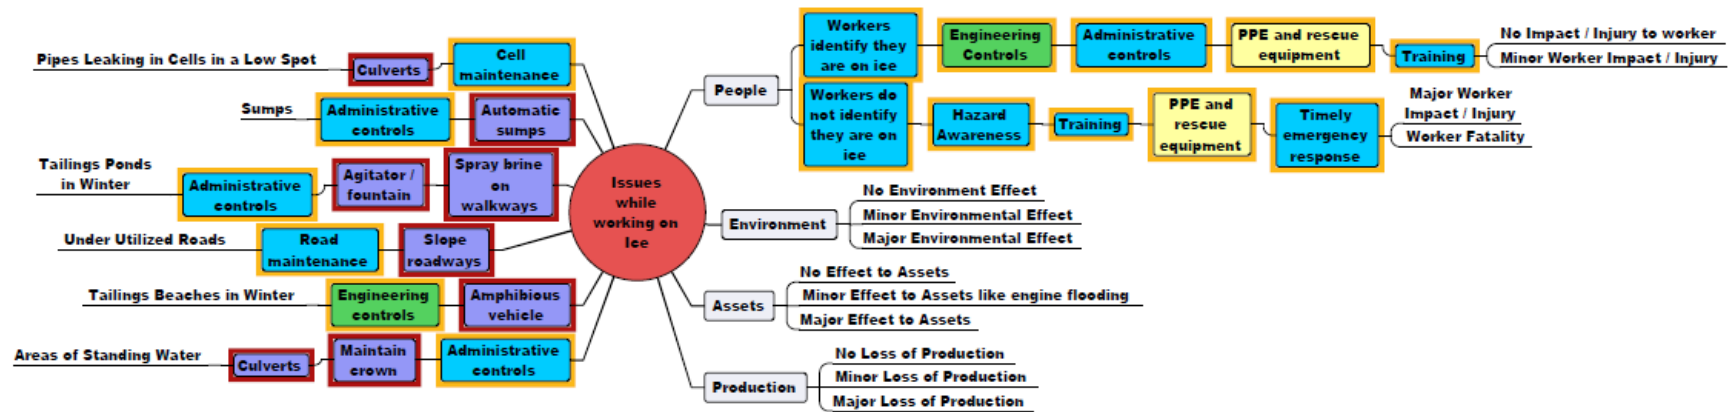 Pipes Leaking in Cells in a Low Spot
Culverts
Cell
maintenance
Sumps
Administrative
controls
Automatic
sumps
Tailings Ponds
in Winter
Administrative
controls
Agitator /
fountain
Spray brine
on
walkways
Under Utilized Roads
Road
maintenance
Slope
roadways
Tailings Beaches in Winter
Engineering
controls
Amphibious
vehicle
Areas of Standing Water
Culverts
Maintain
crown
Administrative
controls
Issues
while
working on
Ice
People
Workers
identify they
are on ice
Engineering
Controls
Administrative
controls
PPE and rescue
equipment
Training
No Impact / Injury to worker
Minor Worker Impact / Injury
Workers do
not identify
they are on
ice
Hazard
Awareness
Training
PPE and
rescue
equipment
Timely
emergency
response
Major Worker
Impact / Injury
Worker Fatality
Environment
No Environment Effect
Minor Environmental Effect
Major Environmental Effect
Assets
No Effect to Assets
Minor Effect to Assets like engine flooding
Major Effect to Assets
Production
No Loss of Production
Minor Loss of Production
Major Loss of Production